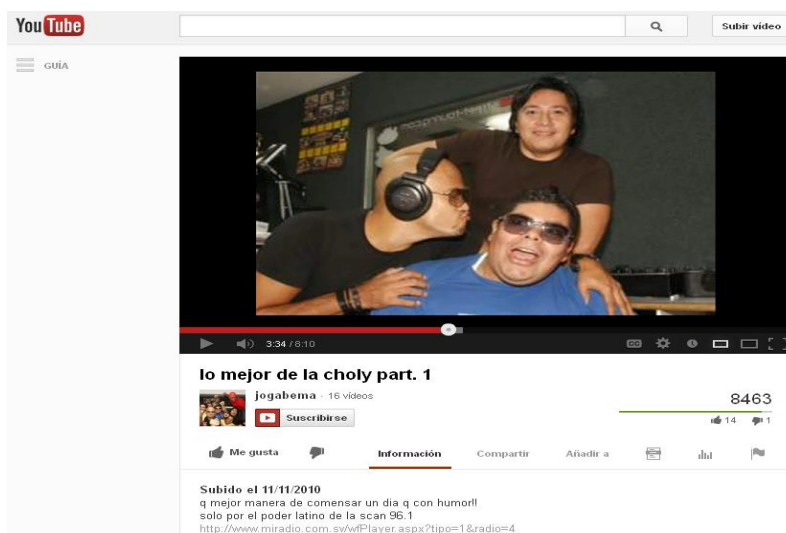 YouTube
Subir vídeo
GUÍA
3:34 / 8:10
CC
lo mejor de la choly part. 1
jogabema · 16 vídeos
Suscribirse
8463
14 1
Me gusta
Información Compartir Añadir a
Subido el 11/11/2010
q mejor manera de comensar un dia q con humor!!
solo por el poder latino de la scan 96.1
http://www.miradio.com.sv/wfPlayer.aspx?tipo=1&radio=4